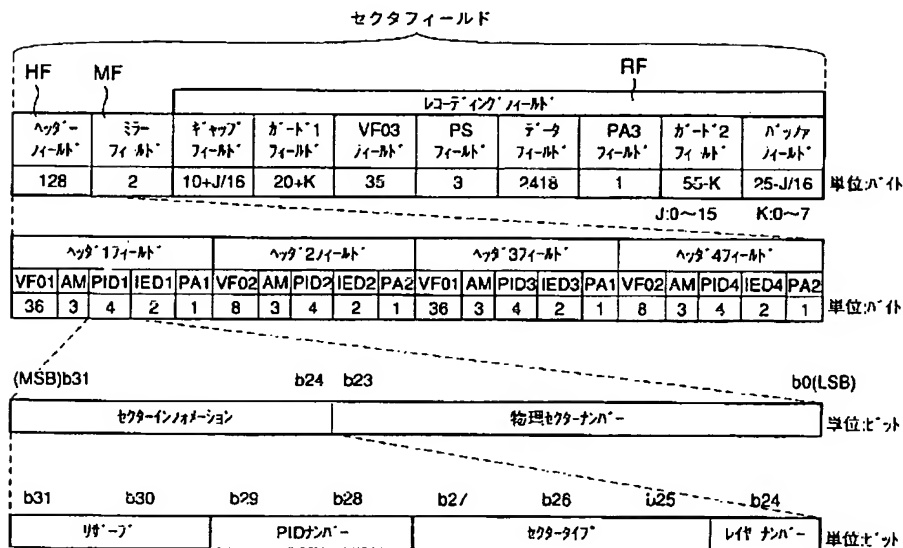 セクタフィールド
HF MF RF
レコーディングフィールド
ヘッダー フィールド ミラー フィールド ギャップ フィールド ガード1 フィールド VF03 フィールド PS フィールド データ フィールド PA3 フィールド ガード2 フィールド バッファ フィールド
128 2 10+J/16 20+K 35 3 2418 1 55-K 25-J/16 単位:バイト
J:0～15 K:0～7
ヘッダ1フィールド ヘッダ2フィールド ヘッダ3フィールド ヘッダ4フィールド
VF01 AM PID1 IED1 PA1 VF02 AM PID2 IED2 PA2 VF01 AM PID3 IED3 PA1 VF02 AM PID4 IED4 PA2
36 3 4 2 1 8 3 4 2 1 36 3 4 2 1 8 3 4 2 1 単位:バイト
(MSB)b31 b24 b23 b0(LSB)
セクターインフォメーション 物理セクターナンバー 単位:ビット
b31 b30 b29 b28 b27 b26 b25 b24
リザーブ PIDナンバー セクタータイプ レイヤ ナンバー 単位:ビット